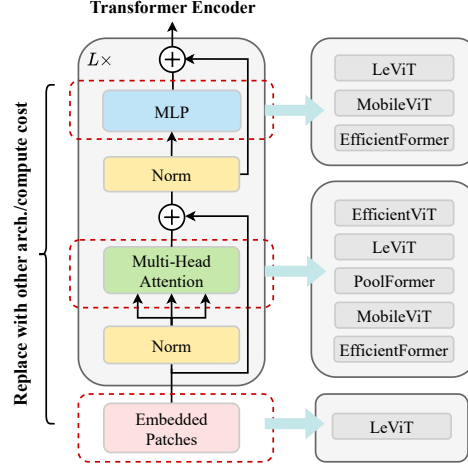 Transformer Encoder
L×
MLP
Norm
Multi-Head
Attention
Norm
Embedded
Patches
Replace with other arch./compute cost
LeViT
MobileViT
EfficientFormer
EfficientViT
LeViT
PoolFormer
MobileViT
EfficientFormer
LeViT